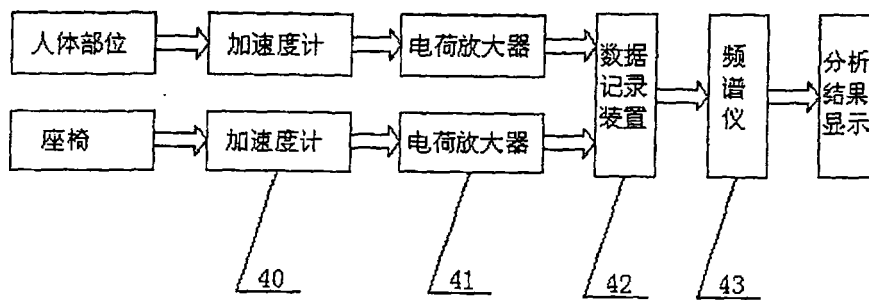 人体部位
加速度计
电荷放大器
座椅
加速度计
电荷放大器
数据
记录
装置
频
谱
仪
分析
结果
显示
40
41
42
43